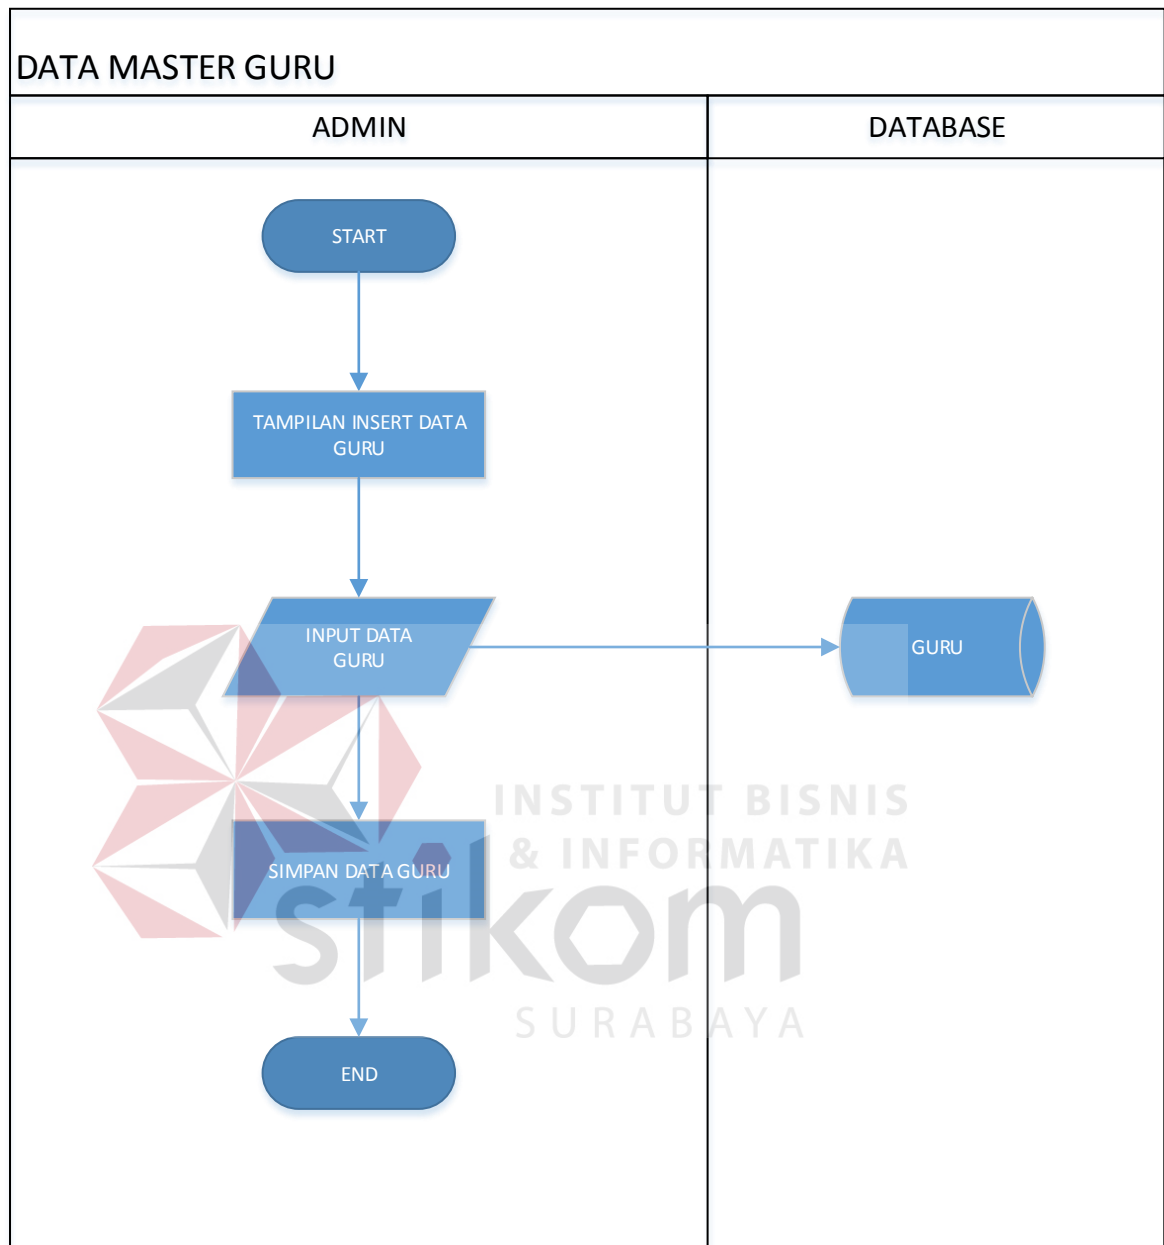 DATA MASTER GURU
ADMIN
DATABASE
START
TAMPILAN INSERT DATA
GURU
INPUT DATA
GURU
GURU
INSTITUT BISNIS
& INFORMATIKA
SIMPAN DATA GURU
stikom
SURABAYA
END